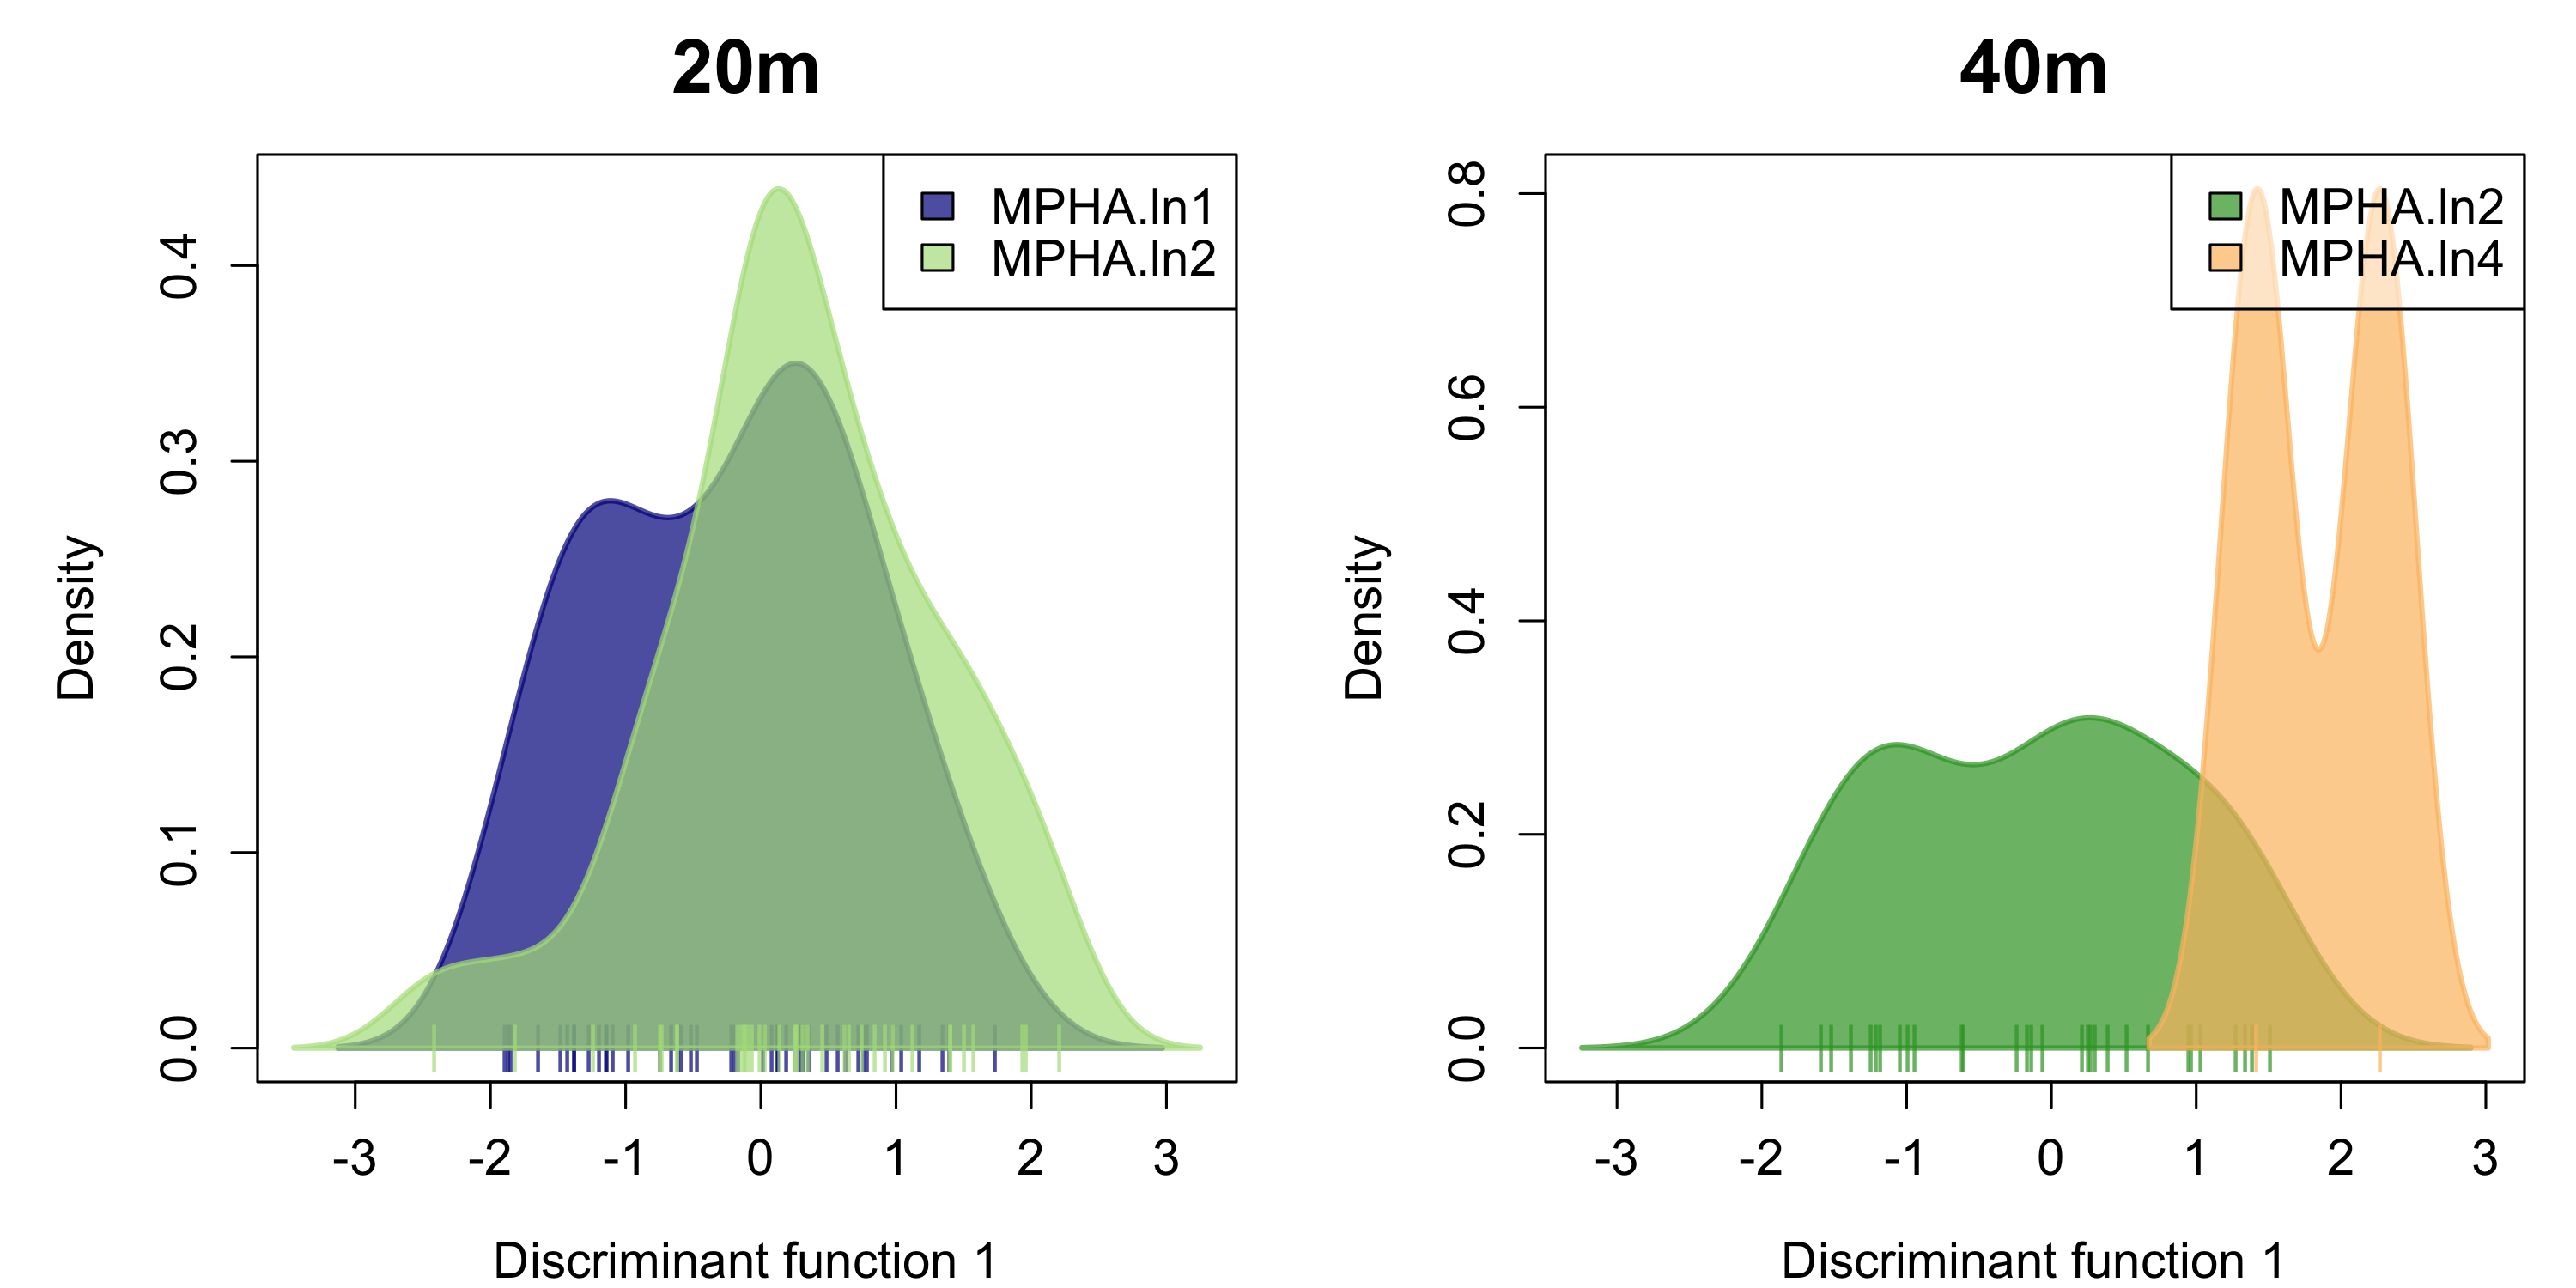 20m
MPHA.ln1
MPHA.ln2
Density
0.4
0.3
0.2
0.1
0.0
-3 -2 -1 0 1 2 3
Discriminant function 1
40m
MPHA.ln2
MPHA.ln4
Density
0.8
0.6
0.4
0.2
0.0
-3 -2 -1 0 1 2 3
Discriminant function 1